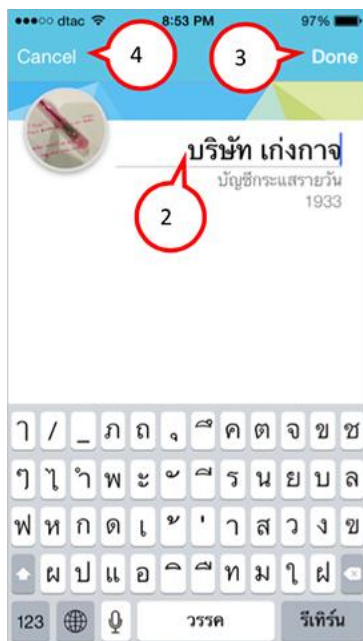 dtac 8:53 PM 97%
Cancel 4 3 Done
บริษัท เก่งกาจ
บัญชีกระแสรายวัน
1933
2
ๅ / _ ภ ถ ุ ึ ค ต จ ข ช
ๆ ไ ำ พ ะ ั ี ร น ย บ ล
ฟ ห ก ด เ ้ ่ า ส ว ง ฃ
ผ ป แ อ ิ ื ท ม ใ ฝ
123 วรรค รีเทิร์น